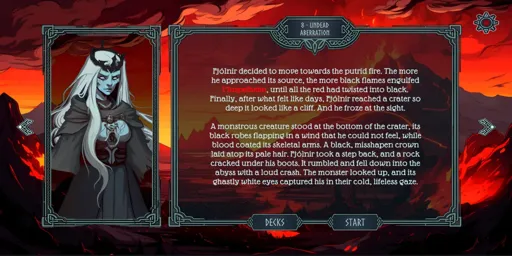 8 - UNDEAD
ABERRATION
Fjölnir decided to move towards the putrid fire. The more
he approached its source, the more black flames engulfed
, until all the red had twisted into black.
Finally, after what felt like days, Fjölnir reached a crater so
deep it looked like a cliff. And he froze at the sight.
A monstrous creature stood at the bottom of the crater, its
black robes flapping in a wind that he could not feel, while
blood coated its skeletal arms. A black, misshapen crown
laid atop its pale hair. Fjölnir took a step back, and a rock
cracked under his boots. It rumbled and fell down into the
abyss with a loud crash. The monster looked up, and its
ghastly white eyes captured his in their cold, lifeless gaze.
DECKS
START